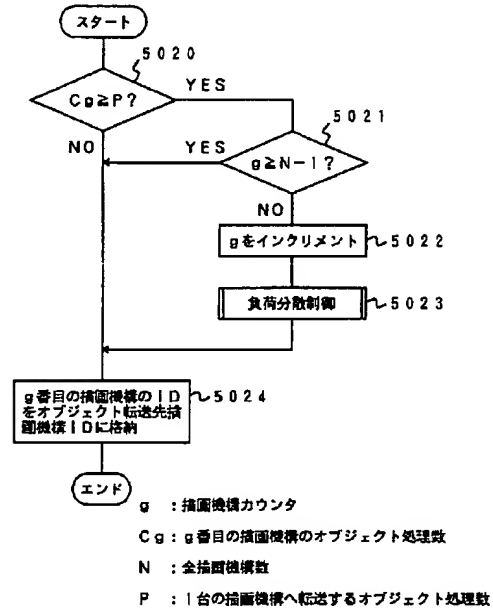 スタート
5020
Cg≧P?
YES
5021
NO
YES
g≧N-1?
NO
gをインクリメント
5022
負荷分散制御
5023
g番目の描画機構のID
をオブジェクト転送先描
画機構IDに格納
5024
エンド
g :描画機構カウンタ
Cg:g番目の描画機構のオブジェクト処理数
N :全描画機構数
P :1台の描画機構へ転送するオブジェクト処理数